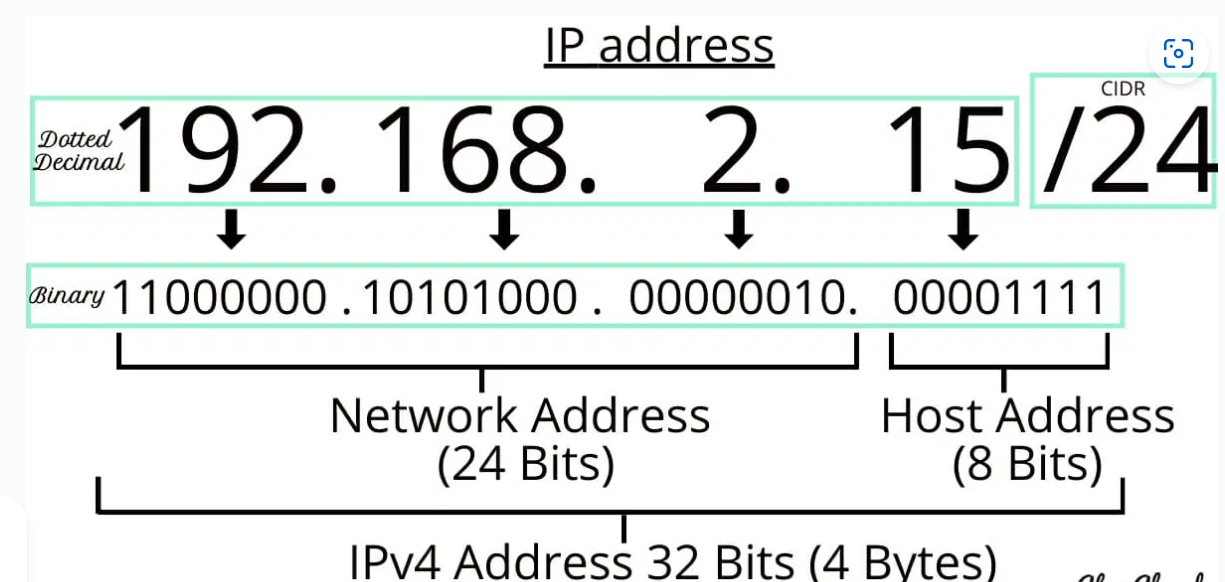 IP address
CIDR
Dotted
Decimal
192. 168. 2. 15 /24
Binary 11000000 . 10101000 . 00000010. 00001111
Network Address
(24 Bits)
Host Address
(8 Bits)
IPv4 Address 32 Bits (4 Bytes)